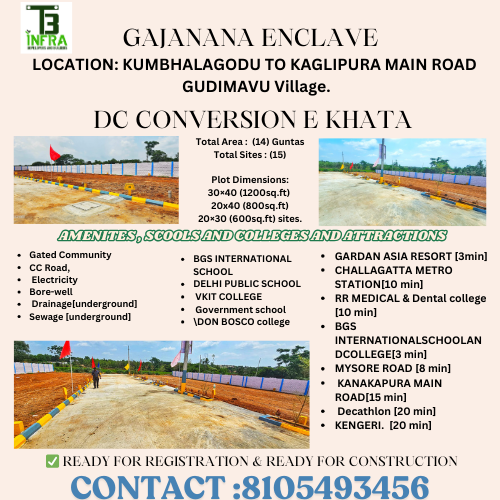 T3
INFRA
DEVELOPERS AND BUILDERS
GAJANANA ENCLAVE
LOCATION: KUMBHALAGODU TO KAGLIPURA MAIN ROAD
GUDIMAVU Village.
DC CONVERSION E KHATA
Total Area : (14) Guntas
Total Sites : (15)
Plot Dimensions:
30×40 (1200sq.ft)
20x40 (800sq.ft)
20×30 (600sq.ft) sites.
AMENITES , SCOOLS AND COLLEGES AND ATTRACTIONS
• Gated Community
• CC Road,
• Electricity
• Bore-well
• Drainage[underground]
• Sewage [underground]
• BGS INTERNATIONAL
SCHOOL
• DELHI PUBLIC SCHOOL
• VKIT COLLEGE
• Government school
• \DON BOSCO college
• GARDAN ASIA RESORT [3min]
• CHALLAGATTA METRO
STATION[10 min]
• RR MEDICAL & Dental college
[10 min]
• BGS
INTERNATIONALSCHOOLAN
DCOLLEGE[3 min]
• MYSORE ROAD [8 min]
• KANAKAPURA MAIN
ROAD[15 min]
• Decathlon [20 min]
• KENGERI. [20 min]
✅ READY FOR REGISTRATION & READY FOR CONSTRUCTION
CONTACT :8105493456